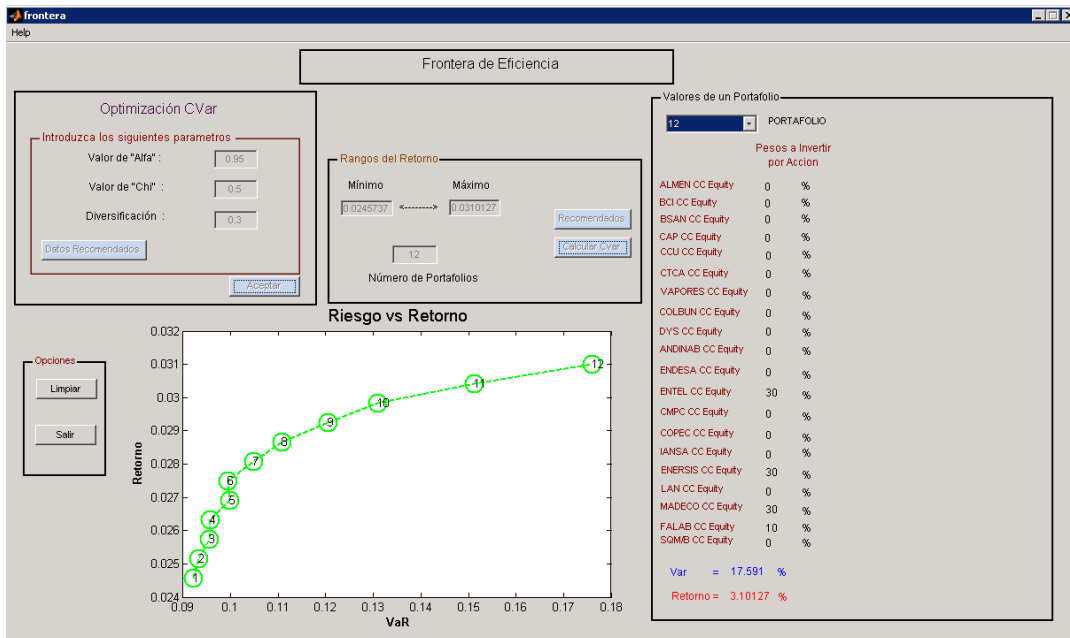 frontera
Help
Frontera de Eficiencia
Optimización CVar
Introduzca los siguientes parametros
Valor de "Alfa" :
0.95
Valor de "Chi" :
0.5
Diversificación :
0.3
Datos Recomendados
Aceptar
Rangos del Retorno
Mínimo
Máximo
0.0245737
<-------->
0.0310127
12
Número de Portafolios
Recomendados
Calcular Cvar
Opciones
Limpiar
Salir
Riesgo vs Retorno
Retorno
0.032
0.031
0.03
0.029
0.028
0.027
0.026
0.025
0.024
1
2
3
4
5
6
7
8
9
10
11
12
0.09 0.1 0.11 0.12 0.13 0.14 0.15 0.16 0.17 0.18
VaR
Valores de un Portafolio
12 PORTAFOLIO
Pesos a Invertir
por Accion
ALMEN CC Equity 0 %
BCI CC Equity 0 %
BSAN CC Equity 0 %
CAP CC Equity 0 %
CCU CC Equity 0 %
CTCA CC Equity 0 %
VAPORES CC Equity 0 %
COLBUN CC Equity 0 %
DYS CC Equity 0 %
ANDINAB CC Equity 0 %
ENDESA CC Equity 0 %
ENTEL CC Equity 30 %
CMPC CC Equity 0 %
COPEC CC Equity 0 %
IANSA CC Equity 0 %
ENERSIS CC Equity 30 %
LAN CC Equity 0 %
MADECO CC Equity 30 %
FALAB CC Equity 10 %
SQM/B CC Equity 0 %
Var = 17.591 %
Retorno = 3.10127 %